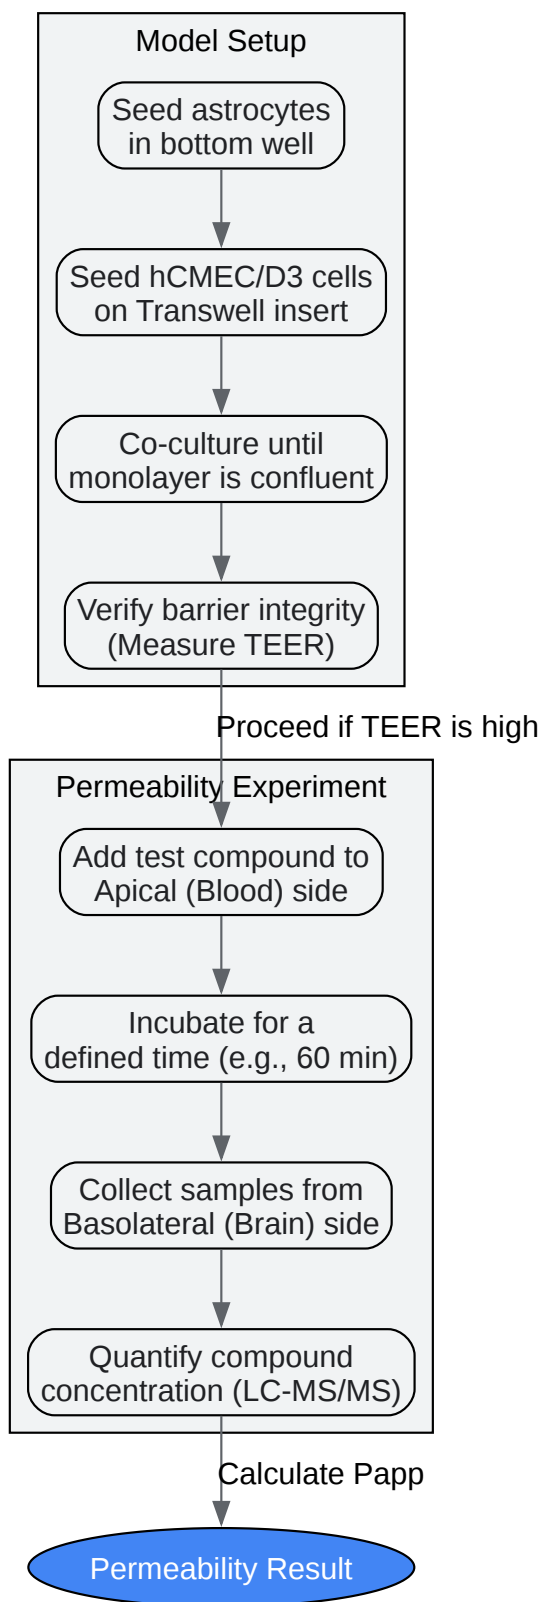 Model Setup
Seed astrocytes
in bottom well
Seed hCMEC/D3 cells
on Transwell insert
Co-culture until
monolayer is confluent
Verify barrier integrity
(Measure TEER)
Proceed if TEER is high
Permeability Experiment
Add test compound to
Apical (Blood) side
Incubate for a
defined time (e.g., 60 min)
Collect samples from
Basolateral (Brain) side
Quantify compound
concentration (LC-MS/MS)
Calculate Papp
Permeability Result